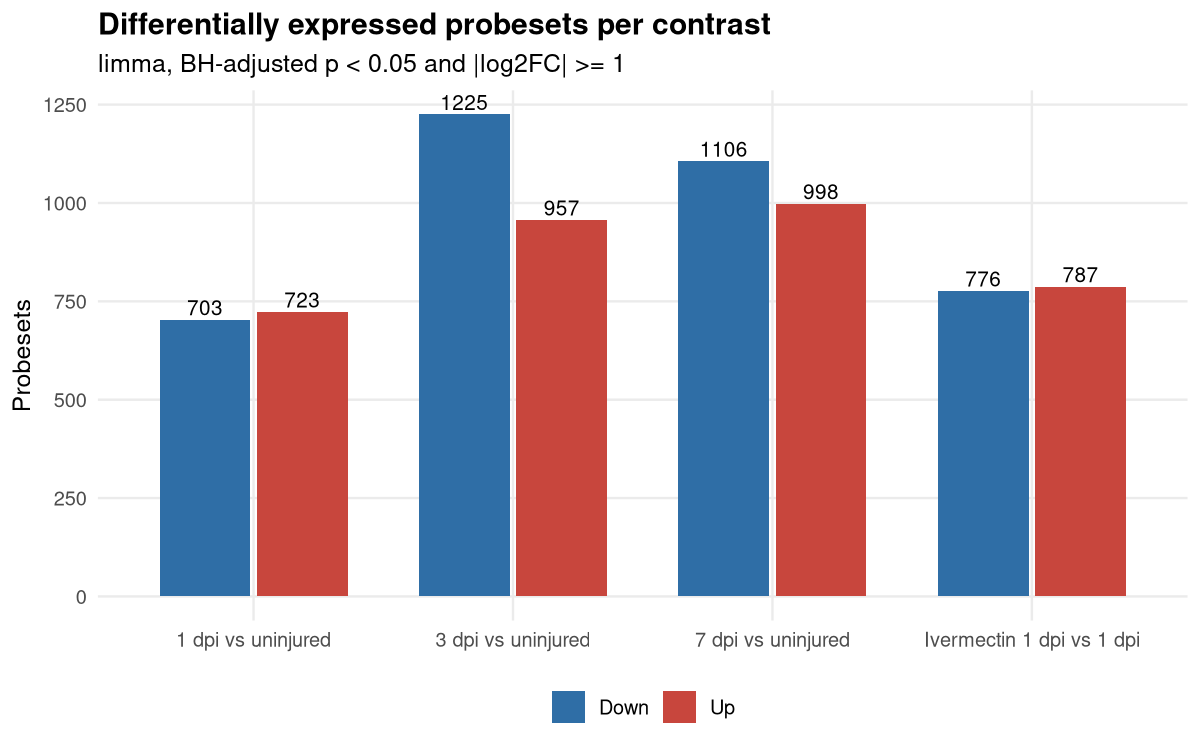 Differentially expressed probesets per contrast
limma, BH-adjusted p < 0.05 and |log2FC| >= 1
Probesets
1250
1000
750
500
250
0
703
723
1225
957
1106
998
776
787
1 dpi vs uninjured
3 dpi vs uninjured
7 dpi vs uninjured
Ivermectin 1 dpi vs 1 dpi
Down
Up